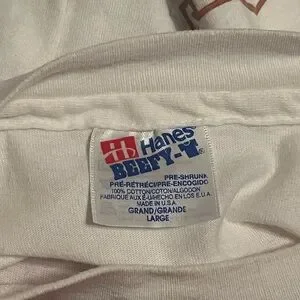 Hanes
BEEFY-T®
PRE-SHRUNK
PRÉ-RÉTRÉCI/PRE-ENCOGIDO
100% COTTON/COTON/ALGODON
FABRIQUÉ AUX É-U/HECHO EN LOS E.U.A.
MADE IN U.S.A.
GRAND/GRANDE
LARGE